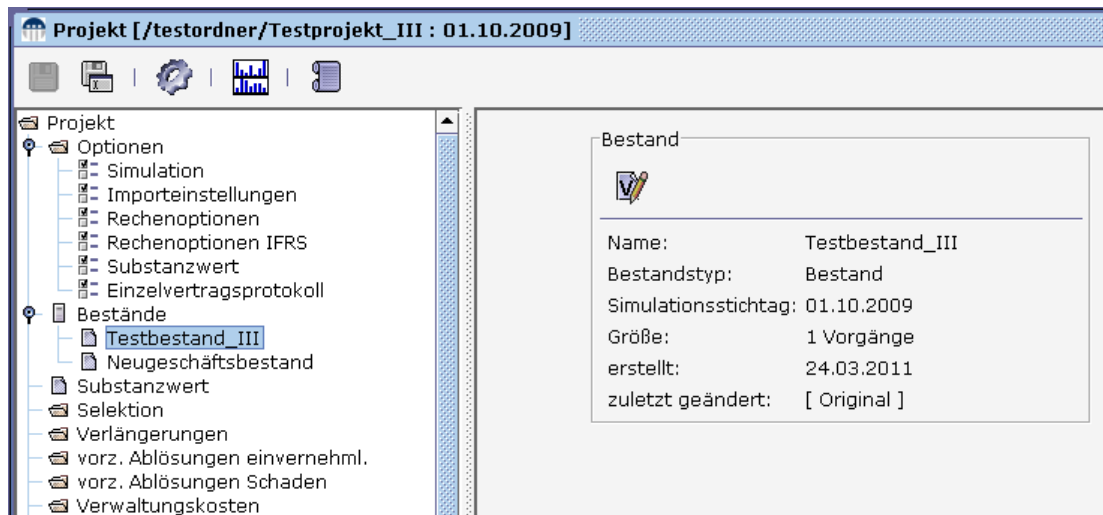 Projekt [/testordner/Testprojekt_III : 01.10.2009]
Projekt
Optionen
Simulation
Importeinstellungen
Rechenoptionen
Rechenoptionen IFRS
Substanzwert
Einzelvertragsprotokoll
Bestände
Testbestand_III
Neugeschäftsbestand
Substanzwert
Selektion
Verlängerungen
vorz. Ablösungen einvernehml.
vorz. Ablösungen Schaden
Verwaltungskosten
Bestand
Name: Testbestand_III
Bestandstyp: Bestand
Simulationsstichtag: 01.10.2009
Größe: 1 Vorgänge
erstellt: 24.03.2011
zuletzt geändert: [ Original ]